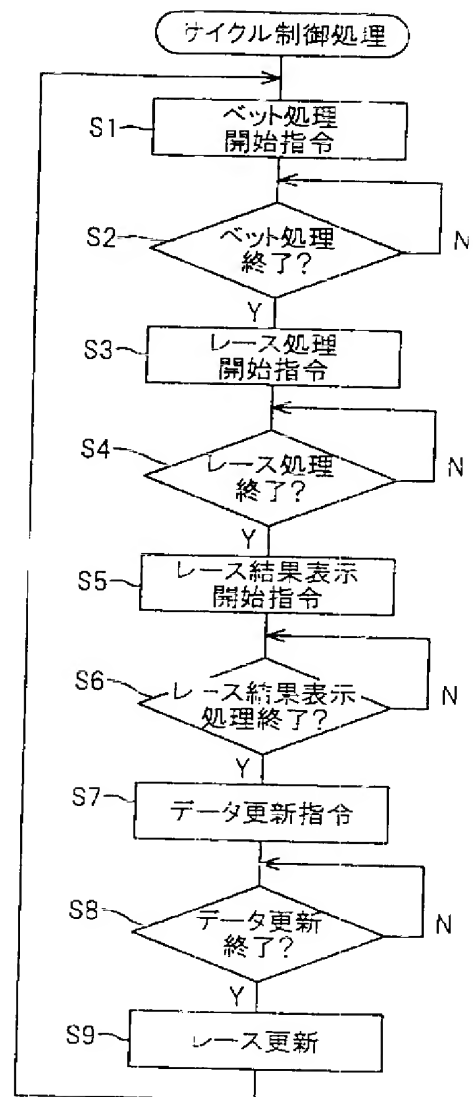 サイクル制御処理
S1
ベット処理
開始指令
S2
ベット処理
終了?
N
Y
S3
レース処理
開始指令
S4
レース処理
終了?
N
Y
S5
レース結果表示
開始指令
S6
レース結果表示
処理終了?
N
Y
S7
データ更新指令
S8
データ更新
終了?
N
Y
S9
レース更新